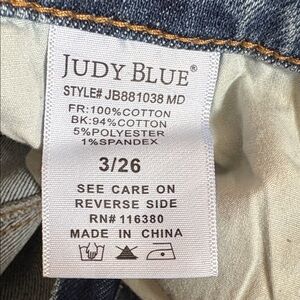 JUDY BLUE®
STYLE# JB881038 MD
FR:100%COTTON
BK:94%COTTON
5%POLYESTER
1%SPANDEX
3/26
SEE CARE ON
REVERSE SIDE
RN# 116380
MADE IN CHINA